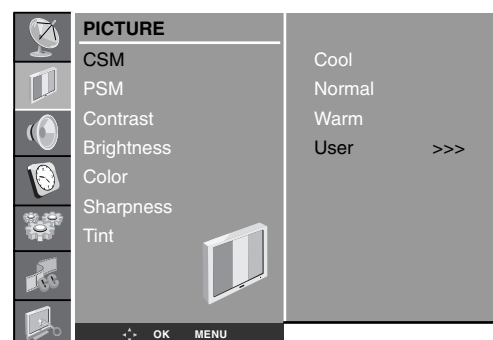 PICTURE
CSM
PSM
Contrast
Brightness
Color
Sharpness
Tint
Cool
Normal
Warm
User >>>
OK MENU